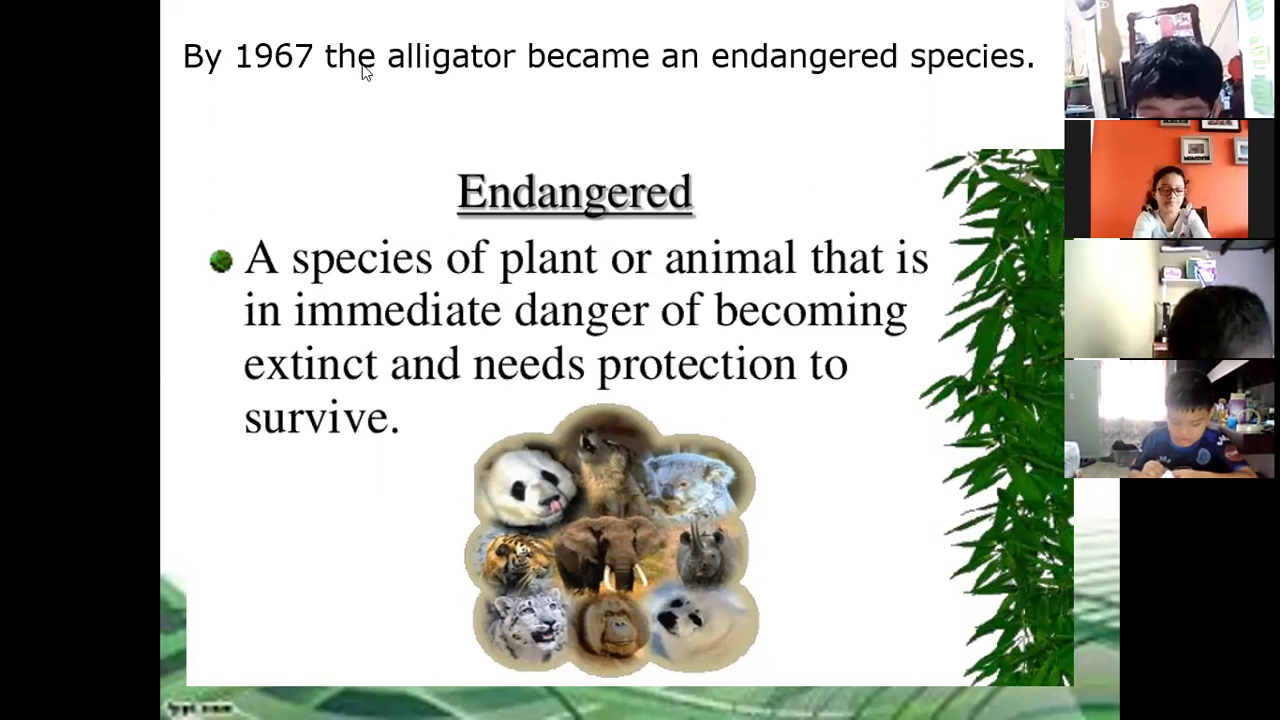 By 1967 the alligator became an endangered species.
Endangered
A species of plant or animal that is
in immediate danger of becoming
extinct and needs protection to
survive.